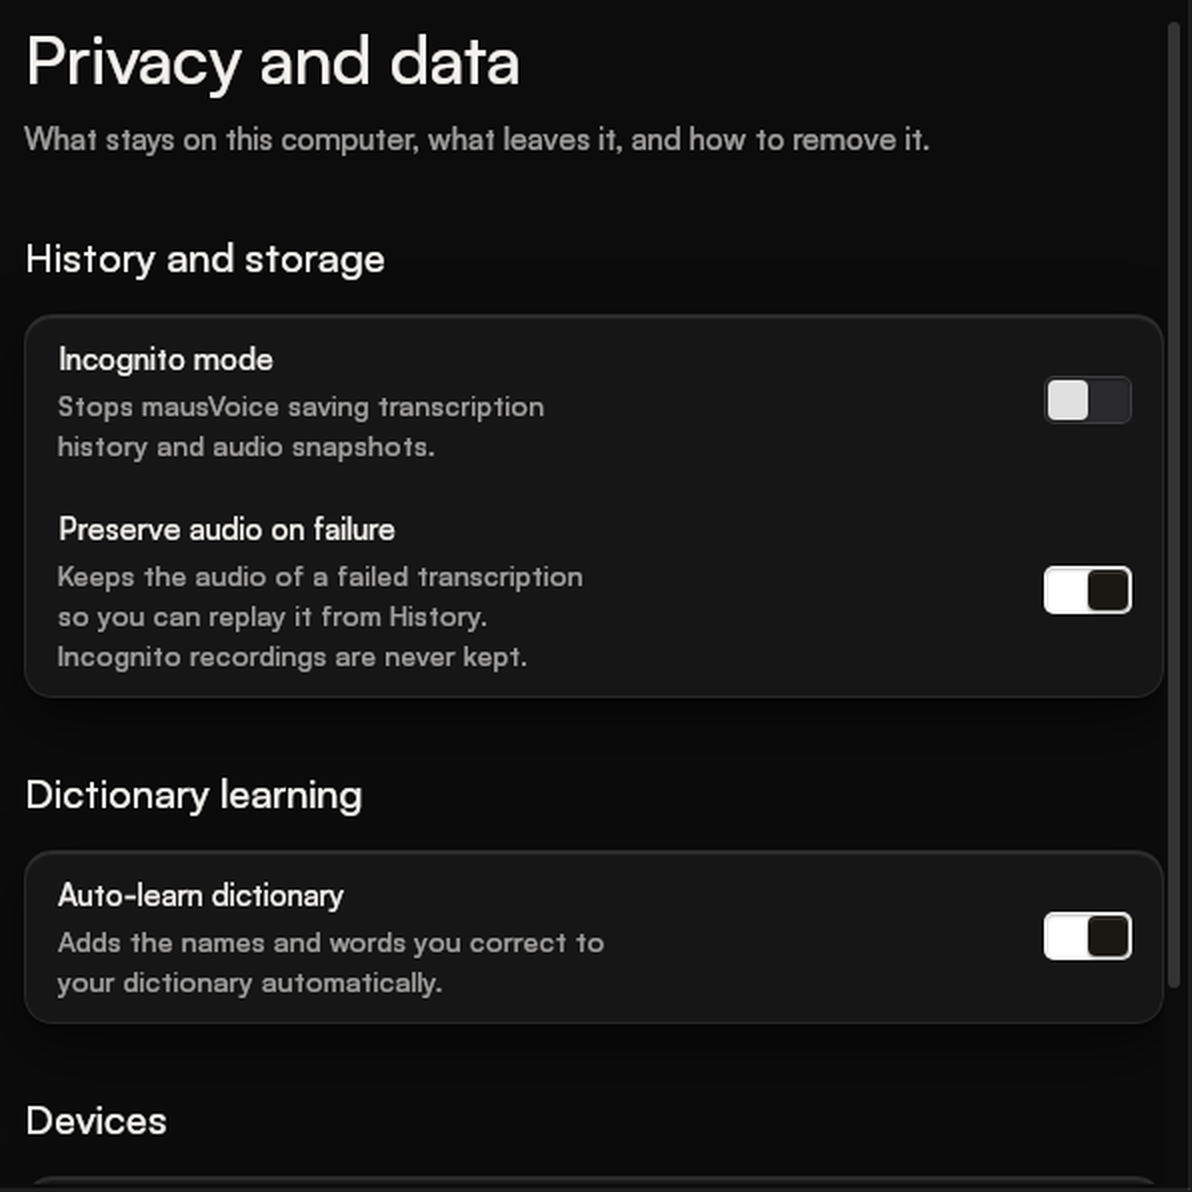 Privacy and data
What stays on this computer, what leaves it, and how to remove it.
History and storage
Incognito mode
Stops mausVoice saving transcription
history and audio snapshots.
Preserve audio on failure
Keeps the audio of a failed transcription
so you can replay it from History.
Incognito recordings are never kept.
Dictionary learning
Auto-learn dictionary
Adds the names and words you correct to
your dictionary automatically.
Devices